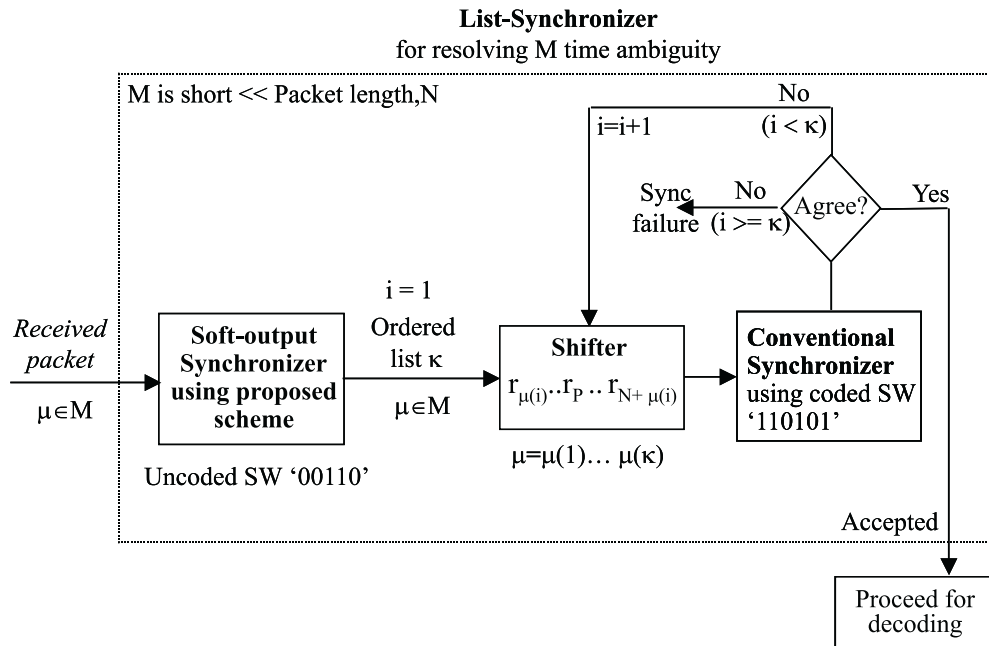 List-Synchronizer
for resolving M time ambiguity
M is short << Packet length,N
No
i=i+1
(i < κ)
Sync
failure
No
(i >= κ)
Agree?
Yes
Received
packet
μ∈M
Soft-output
Synchronizer
using proposed
scheme
Uncoded SW ‘00110’
i = 1
Ordered
list κ
μ∈M
Shifter
rμ(i)..rP .. rN+ μ(i)
μ=μ(1)... μ(κ)
Conventional
Synchronizer
using coded SW
‘110101’
Accepted
Proceed for
decoding